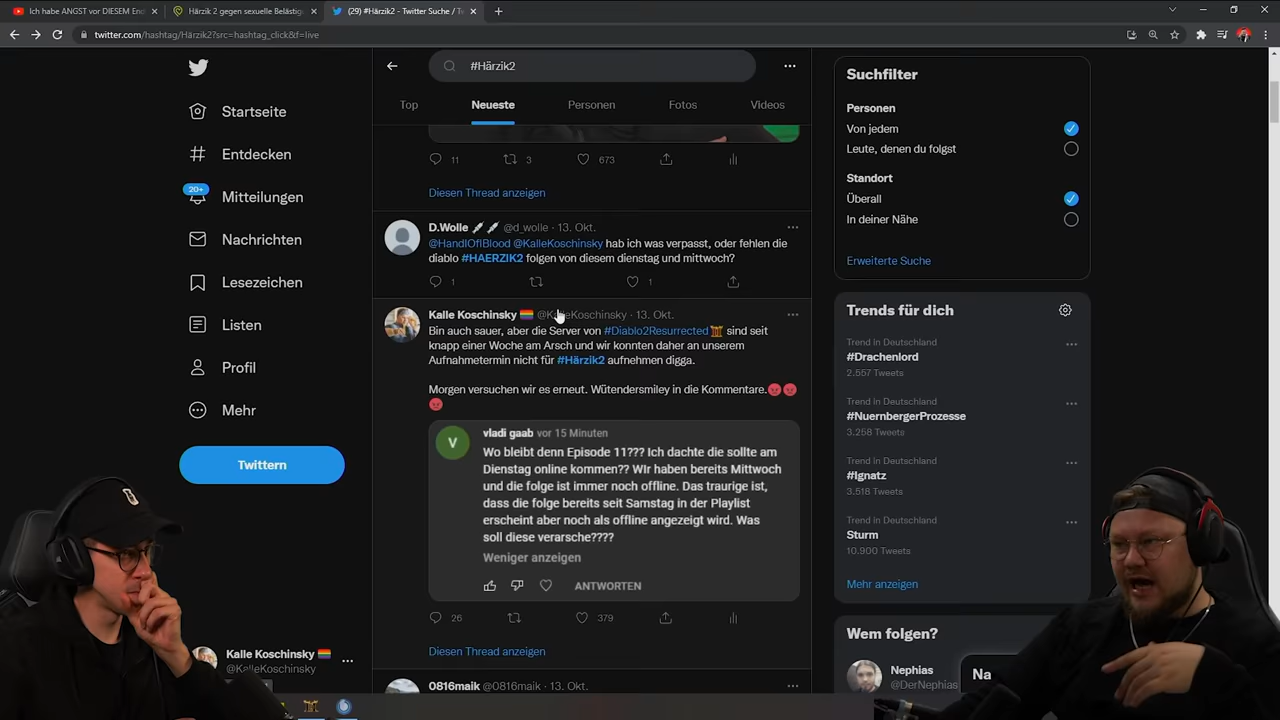 Ich habe ANGST vor DIESEM End
Härzik 2 gegen sexuelle Belästig
(29) #Härzik2 - Twitter Suche / Tw
twitter.com/hashtag/Härzik2?src=hashtag_click&f=live
Startseite
Entdecken
20+
Mitteilungen
Nachrichten
Lesezeichen
Listen
Profil
Mehr
Twittern
Kalle Koschinsky
@KalleKoschinsky
#Härzik2
Top
Neueste
Personen
Fotos
Videos
11
3
673
Diesen Thread anzeigen
D.Wolle @d_wolle · 13. Okt.
@HandIOfIBlood @KalleKoschinsky hab ich was verpasst, oder fehlen die
diablo #HAERZIK2 folgen von diesem dienstag und mittwoch?
1
1
Kalle Koschinsky @KalleKoschinsky · 13. Okt.
Bin auch sauer, aber die Server von #Diablo2Resurrected sind seit
knapp einer Woche am Arsch und wir konnten daher an unserem
Aufnahmetermin nicht für #Härzik2 aufnehmen digga.
Morgen versuchen wir es erneut. Wütendersmiley in die Kommentare.
V
vladi gaab vor 15 Minuten
Wo bleibt denn Episode 11??? Ich dachte die sollte am
Dienstag online kommen?? WIr haben bereits Mittwoch
und die folge ist immer noch offline. Das traurige ist,
dass die folge bereits seit Samstag in der Playlist
erscheint aber noch als offline angezeigt wird. Was
soll diese verarsche????
Weniger anzeigen
ANTWORTEN
26
379
Diesen Thread anzeigen
0816maik @0816maik · 13. Okt.
Suchfilter
Personen
Von jedem
Leute, denen du folgst
Standort
Überall
In deiner Nähe
Erweiterte Suche
Trends für dich
Trend in Deutschland
#Drachenlord
2.557 Tweets
Trend in Deutschland
#NuernbergerProzesse
3.258 Tweets
Trend in Deutschland
#Ignatz
3.518 Tweets
Trend in Deutschland
Sturm
10.900 Tweets
Mehr anzeigen
Wem folgen?
Nephias
@DerNephias
Na